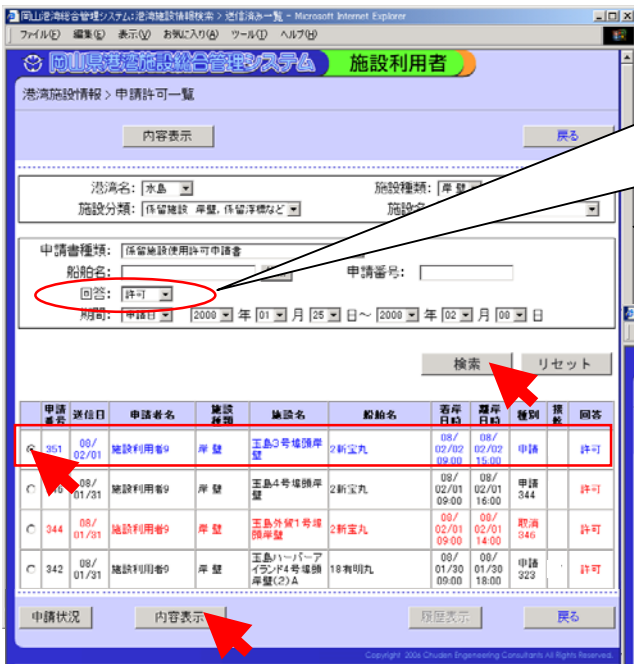 岡山港湾総合管理システム:港湾施設情報検索 > 送信済み一覧 - Microsoft Internet Explorer
ファイル(F) 編集(E) 表示(V) お気に入り(A) ツール(T) ヘルプ(H)
岡山県港湾施設総合管理システム 施設利用者
港湾施設情報 > 申請許可一覧
内容表示 戻る
港湾名: 水島 施設種類: 岸壁
施設分類: 係留施設 岸壁, 係留浮標など
申請書種類: 係留施設使用許可申請書
船舶名: 申請番号:
回答: 許可
期間: 申請日 2008 年 01 月 25 日～ 2008 年 02 月 08 日
検索 リセット
申請番号 送信日 申請者名 施設種類 施設名 船舶名 着岸日時 離岸日時 種別 回答
351 08/02/01 施設利用者9 岸壁 玉島3号埠頭岸壁 2新宝丸 08/02/02 09:00 08/02/02 15:00 申請 許可
08/01/31 施設利用者9 岸壁 玉島4号埠頭岸壁 2新宝丸 08/02/01 09:00 08/02/01 16:00 申請 344 許可
344 08/01/31 施設利用者9 岸壁 玉島外貿1号埠頭岸壁 2新宝丸 08/02/01 09:00 08/02/01 14:00 取消 346 許可
342 08/01/31 施設利用者9 岸壁 玉島ハーバーアイランド4号埠頭岸壁(2)A 18有明丸 08/01/30 09:00 08/01/30 18:00 申請 323 許可
申請状況 内容表示 履歴表示 戻る
Copyright 2006 Chuden Engineering Consultants All Rights Reserved.